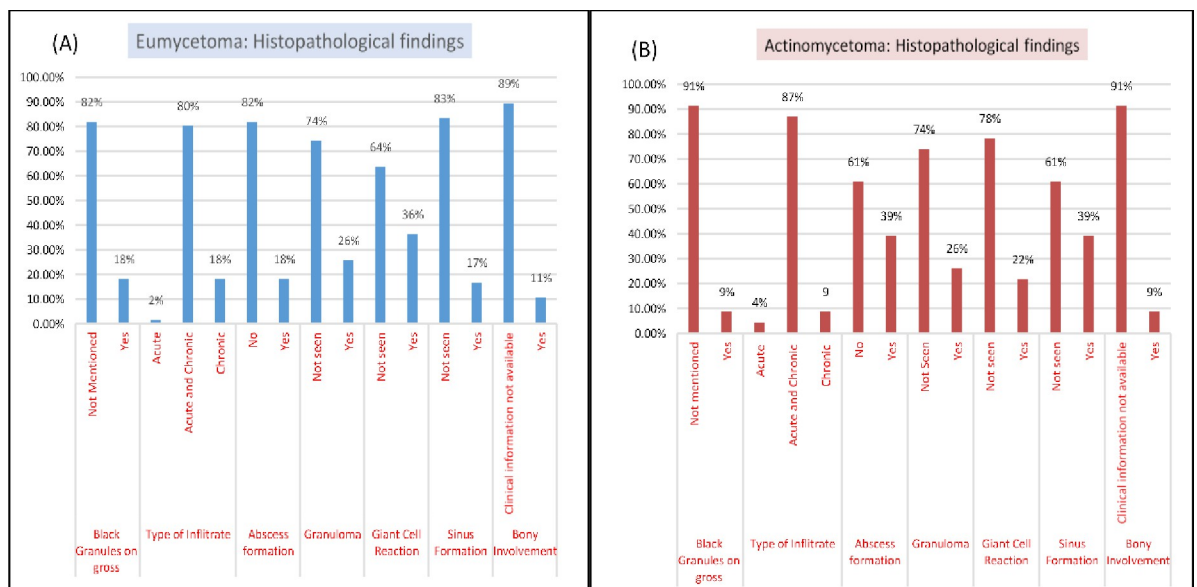 (A)
Eumycetoma: Histopathological findings
100.00%
90.00%
80.00%
70.00%
60.00%
50.00%
40.00%
30.00%
20.00%
10.00%
0.00%
82%
18%
2%
80%
18%
82%
18%
74%
26%
64%
36%
83%
17%
89%
11%
Not Mentioned
Yes
Acute
Acute and Chronic
Chronic
No
Yes
Not seen
Yes
Not seen
Yes
Not seen
Yes
Clinical information not available
Yes
Black
Granules on
gross
Type of Inflitrate
Abscess
formation
Granuloma
Giant Cell
Reaction
Sinus
Formation
Bony
Involvement
(B)
Actinomycetoma: Histopathological findings
100.00%
90.00%
80.00%
70.00%
60.00%
50.00%
40.00%
30.00%
20.00%
10.00%
0.00%
91%
9%
4%
87%
9
61%
39%
74%
26%
78%
22%
61%
39%
91%
9%
Not mentioned
Yes
Acute
Acute and Chronic
Chronic
No
Yes
Not Seen
Yes
Not seen
Yes
Not seen
Yes
Clinical information not available
Yes
Black
Granules on
gross
Type of Inflitrate
Abscess
formation
Granuloma
Giant Cell
Reaction
Sinus
Formation
Bony
Involvement